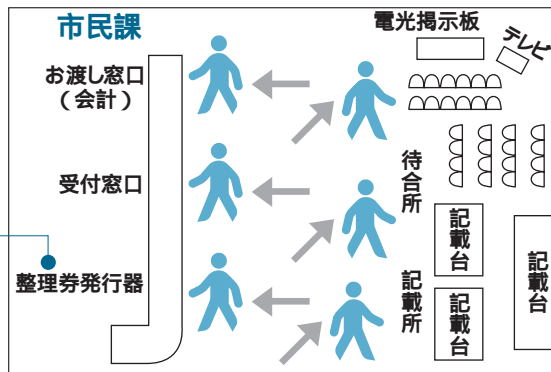 市民課
お渡し窓口
(会計)
受付窓口
整理券発行器
電光掲示板
テレビ
待合所
記載所
記載台
記載台
記載台